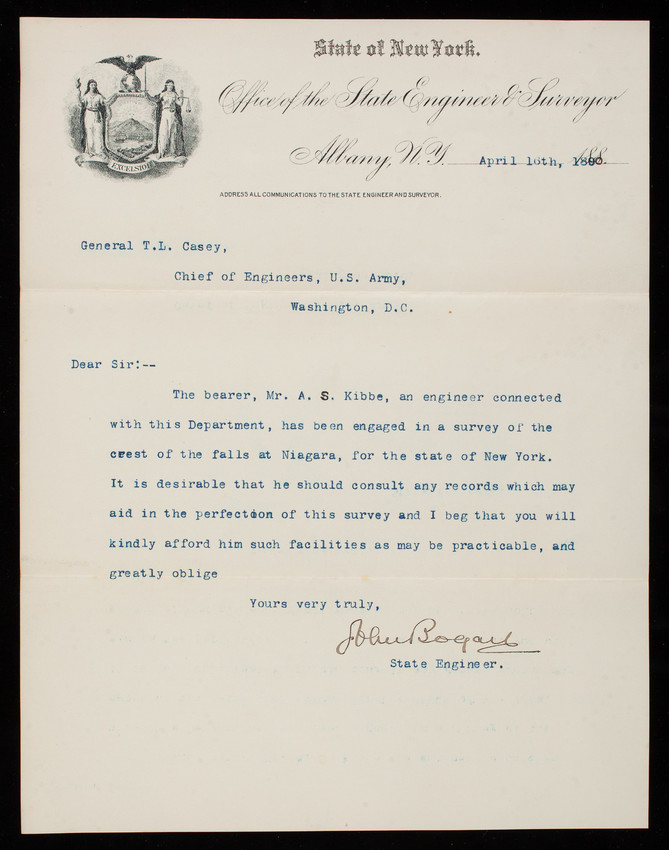 State of New York.
Office of the State Engineer & Surveyor
Albany, N.Y. April 16th, 1890.
EXCELSIOR
ADDRESS ALL COMMUNICATIONS TO THE STATE ENGINEER AND SURVEYOR.
General T.L. Casey,
Chief of Engineers, U.S. Army,
Washington, D.C.
Dear Sir:--
The bearer, Mr. A. S. Kibbe, an engineer connected
with this Department, has been engaged in a survey of the
crest of the falls at Niagara, for the state of New York.
It is desirable that he should consult any records which may
aid in the perfection of this survey and I beg that you will
kindly afford him such facilities as may be practicable, and
greatly oblige
Yours very truly,
John Bogart
State Engineer.